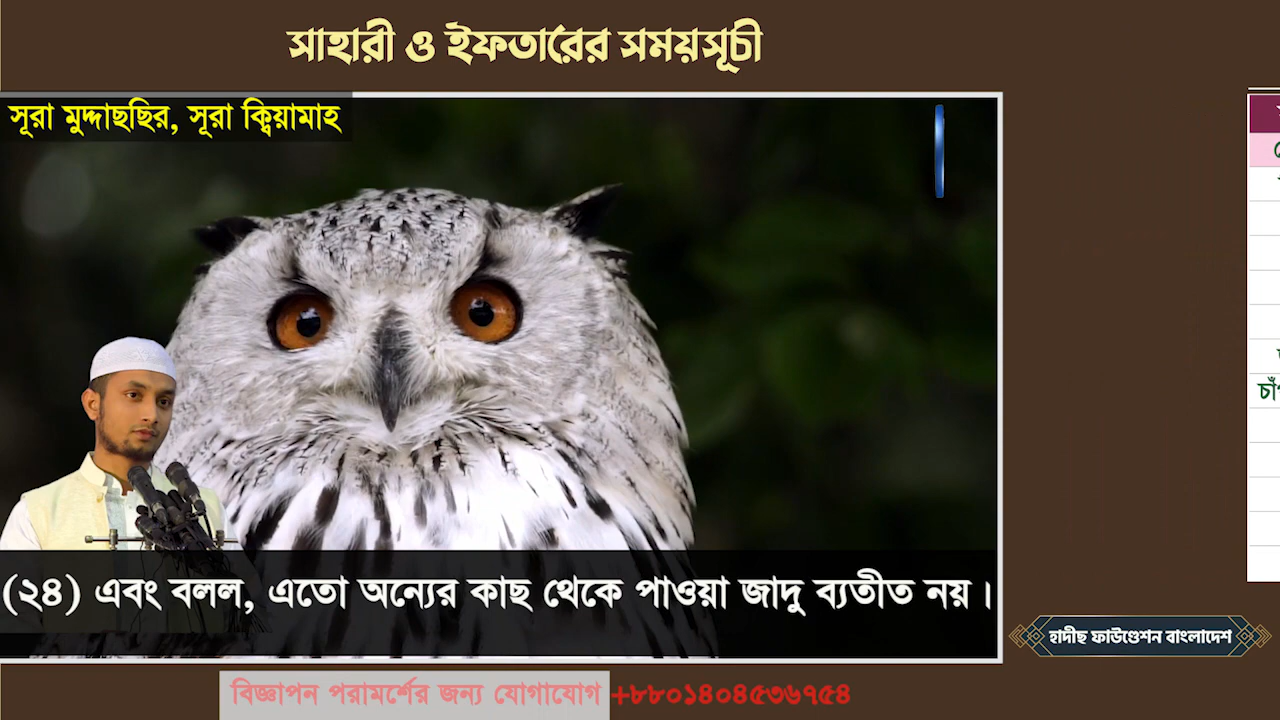 সাহারী ও ইফতারের সময়সূচী
সূরা মুদ্দাছছির, সূরা ক্বিয়ামাহ
(২৪) এবং বলল, এতো অন্যের কাছ থেকে পাওয়া জাদু ব্যতীত নয়।
হাদীছ ফাউণ্ডেশন বাংলাদেশ
বিজ্ঞাপন পরামর্শের জন্য যোগাযোগ +৮৮০১৪০৪৫৩৬৭৫৪